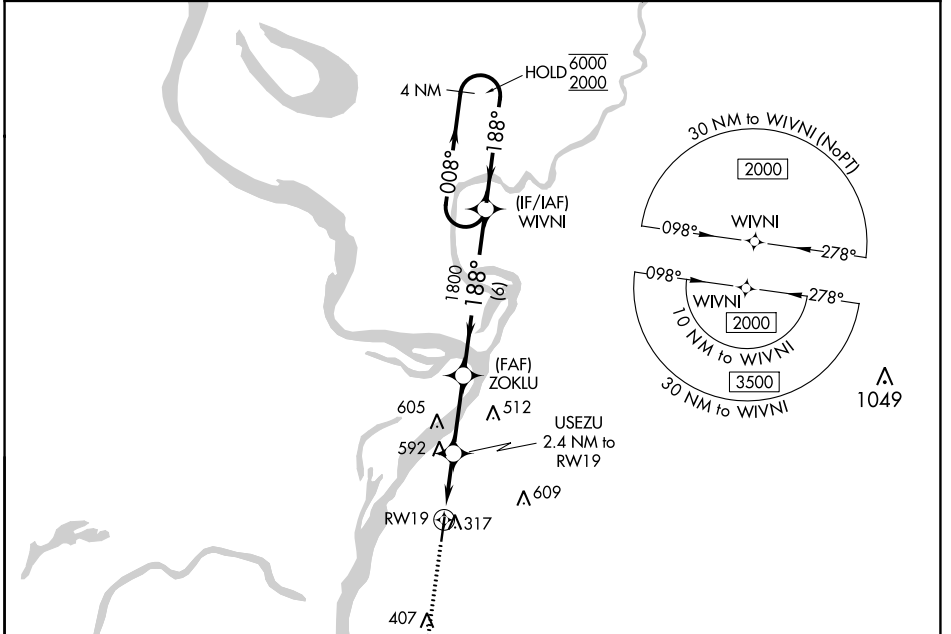 HOLD 6000
2000
4 NM
188°
008°
(IF/IAF)
WIVNI
1800
188°
(6)
(FAF)
ZOKLU
605
512
592
USEZU
2.4 NM to
RW19
609
RW19
317
407
30 NM to WIVNI (NoPT)
2000
WIVNI
098°
278°
098°
278°
WIVNI
2000
10 NM to WIVNI
3500
30 NM to WIVNI
1049